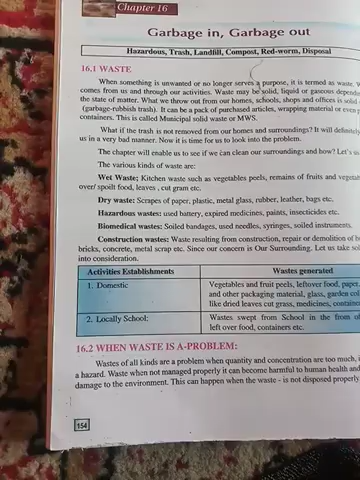 Chapter 16
Garbage in, Garbage out
Hazardous, Trash, Landfill, Compost, Red-worm, Disposal
16.1 WASTE
When something is unwanted or no longer serves a purpose, it is termed as waste.
comes from us and through our activities. Waste may be solid, liquid or gaseous
the state of matter. What we throw out from our homes, schools, shops and offices is solid
(garbage-rubbish trash). It can be a pack of purchased articles, wrapping material or even
containers. This is called Municipal solid waste or MWS.
What if the trash is not removed from our homes and surroundings? It will
us in a very bad manner. Now it is time for us to look into the problem.
The chapter will enable us to see if we can clean our surroundings and how?
The various kinds of waste are:
Wet Waste; Kitchen waste such as vegetables peels, remains of fruits and
over/ spoilt food, leaves , cut gram etc.
Dry waste: Scrapes of paper, plastic, metal glass, rubber, leather, bags etc.
Hazardous wastes: used battery, expired medicines, paints, insecticides etc.
Biomedical wastes: Soiled bandages, used needles, syringes, soiled instruments.
Construction wastes: Waste resulting from construction, repair or demolition of
bricks, concrete, metal scrap etc. Since our concern is Our Surrounding. Let us take
into consideration.
Activities Establishments Wastes generated
1. Domestic Vegetables and fruit peels, leftover food, paper,
and other packaging material, glass, garden
like dried leaves cut grass, medicines,
2. Locally School: Wastes swept from School in the from of
left over food, containers etc.
16.2 WHEN WASTE IS A-PROBLEM:
Wastes of all kinds are a problem when quantity and concentration are too much,
a hazard. Waste when not managed properly it can become harmful to human health and
damage to the environment. This can happen when the waste - is not disposed properly
154